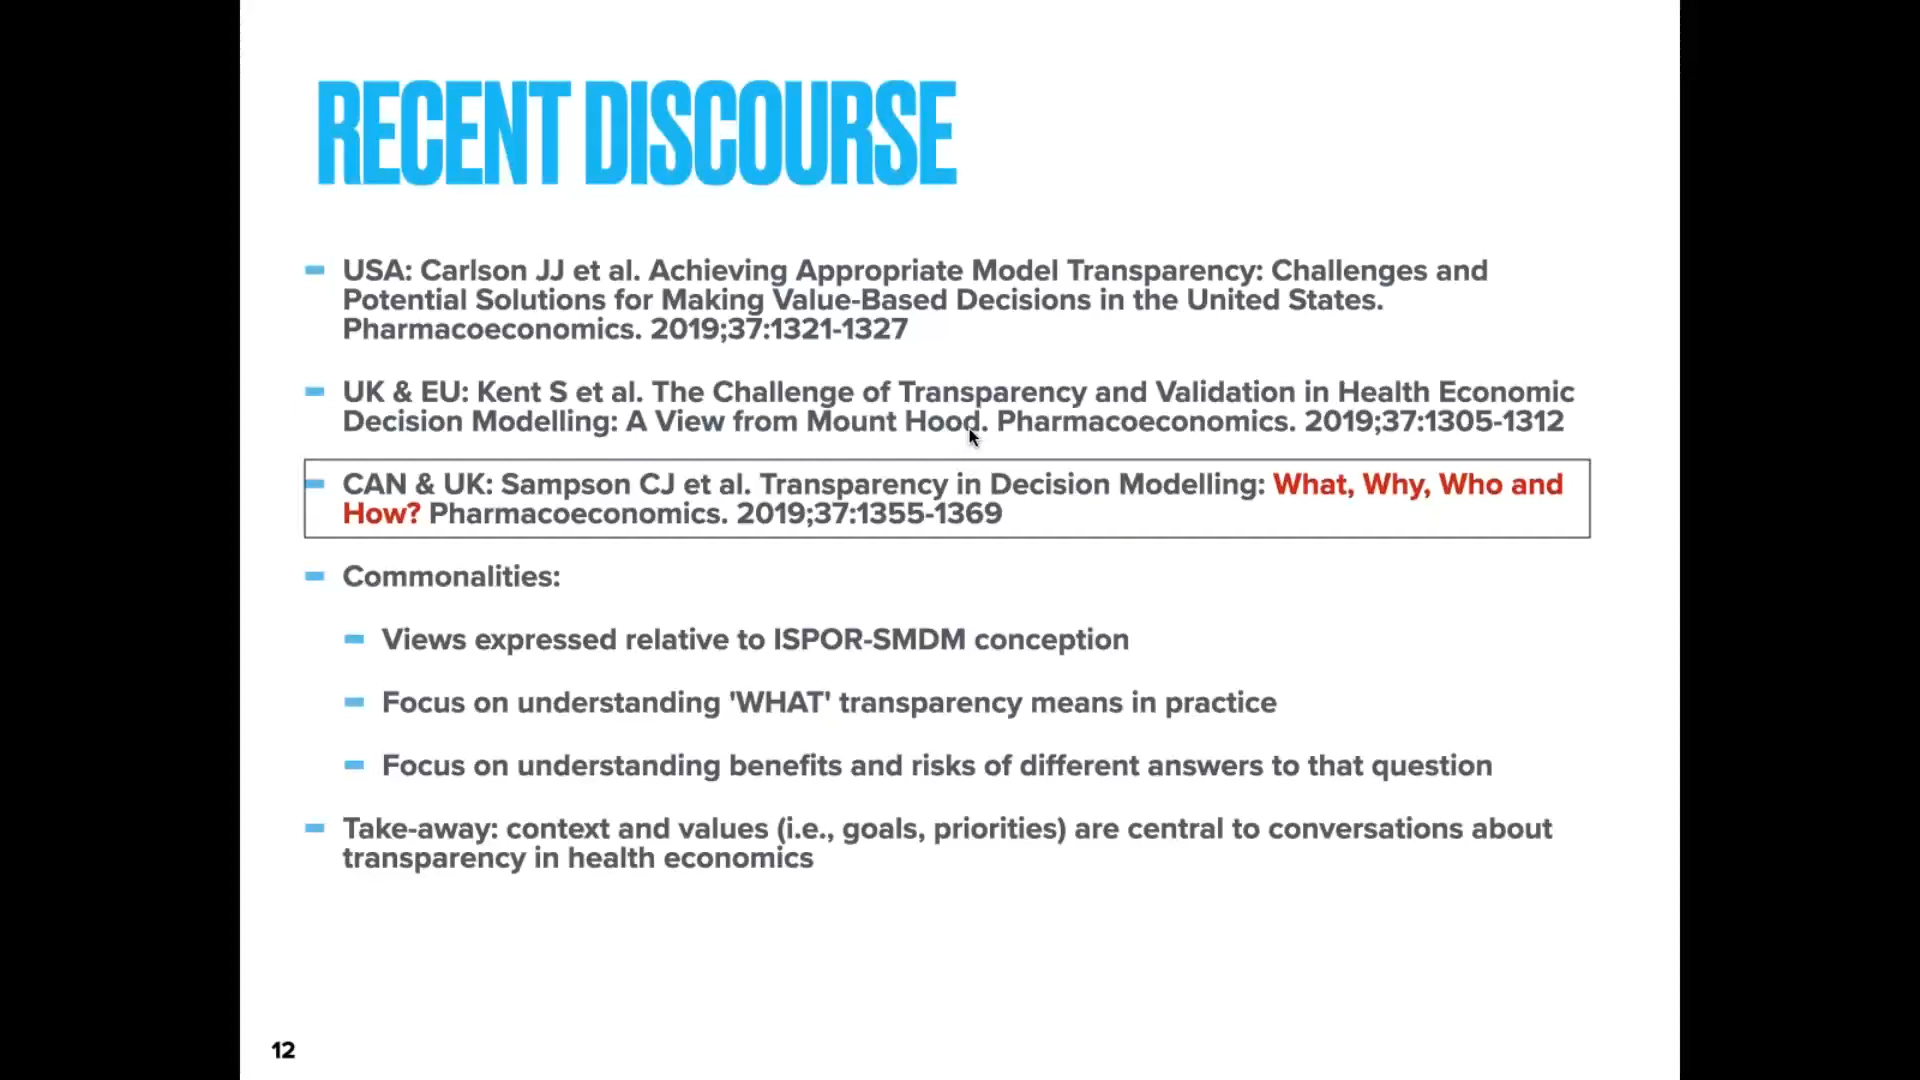 RECENT DISCOURSE
USA: Carlson JJ et al. Achieving Appropriate Model Transparency: Challenges and
Potential Solutions for Making Value-Based Decisions in the United States.
Pharmacoeconomics. 2019;37:1321-1327
UK & EU: Kent S et al. The Challenge of Transparency and Validation in Health Economic
Decision Modelling: A View from Mount Hood. Pharmacoeconomics. 2019;37:1305-1312
CAN & UK: Sampson CJ et al. Transparency in Decision Modelling: What, Why, Who and
How? Pharmacoeconomics. 2019;37:1355-1369
Commonalities:
Views expressed relative to ISPOR-SMDM conception
Focus on understanding 'WHAT' transparency means in practice
Focus on understanding benefits and risks of different answers to that question
Take-away: context and values (i.e., goals, priorities) are central to conversations about
transparency in health economics
12